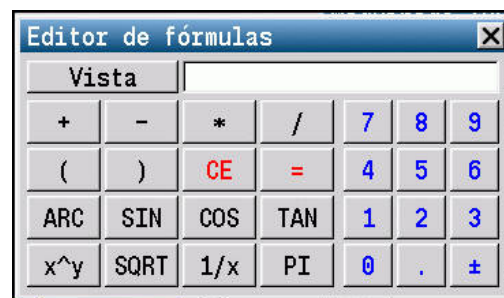 Editor de fórmulas X
Vista
+ - * / 7 8 9
( ) CE = 4 5 6
ARC SIN COS TAN 1 2 3
x^y SQRT 1/x PI 0 . ±